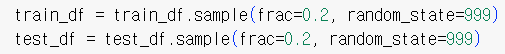 train_df = train_df.sample(frac=0.2, random_state=999)
test_df = test_df.sample(frac=0.2, random_state=999)